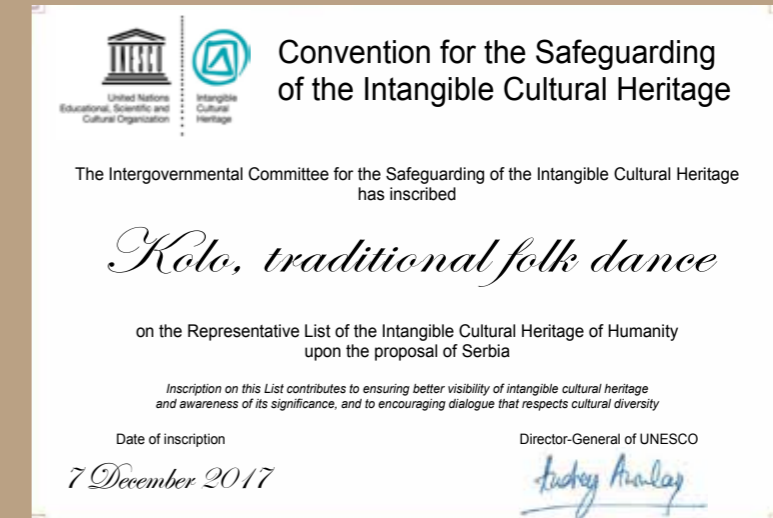 UNESCO
United Nations
Educational, Scientific and
Cultural Organization
Intangible
Cultural
Heritage
Convention for the Safeguarding
of the Intangible Cultural Heritage
The Intergovernmental Committee for the Safeguarding of the Intangible Cultural Heritage
has inscribed
Kolo, traditional folk dance
on the Representative List of the Intangible Cultural Heritage of Humanity
upon the proposal of Serbia
Inscription on this List contributes to ensuring better visibility of intangible cultural heritage
and awareness of its significance, and to encouraging dialogue that respects cultural diversity
Date of inscription
7 December 2017
Director-General of UNESCO